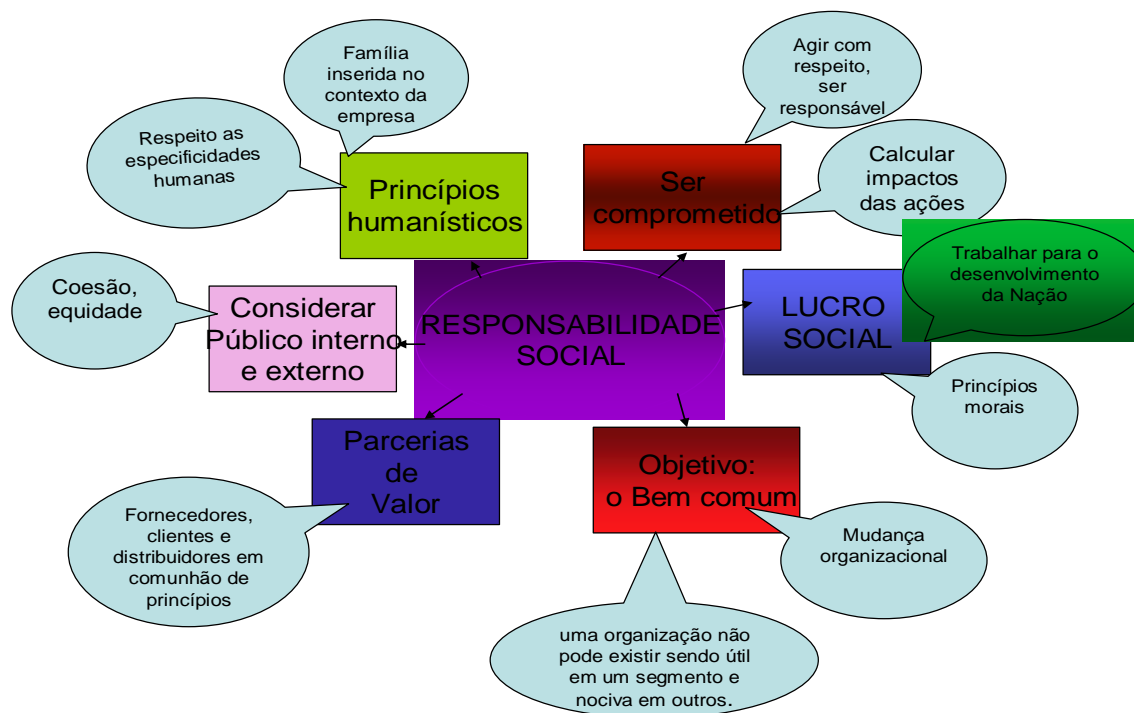 Família
inserida no
contexto da
empresa
Agir com
respeito,
ser
responsável
Respeito as
especificidades
humanas
Princípios
humanísticos
Ser
comprometido
Calcular
impactos
das ações
Trabalhar para o
desenvolvimento
da Nação
Coesão,
equidade
Considerar
Público interno
e externo
RESPONSABILIDADE
SOCIAL
LUCRO
SOCIAL
Princípios
morais
Parcerias
de
Valor
Objetivo:
o Bem comum
Fornecedores,
clientes e
distribuidores em
comunhão de
princípios
Mudança
organizacional
uma organização não
pode existir sendo útil
em um segmento e
nociva em outros.